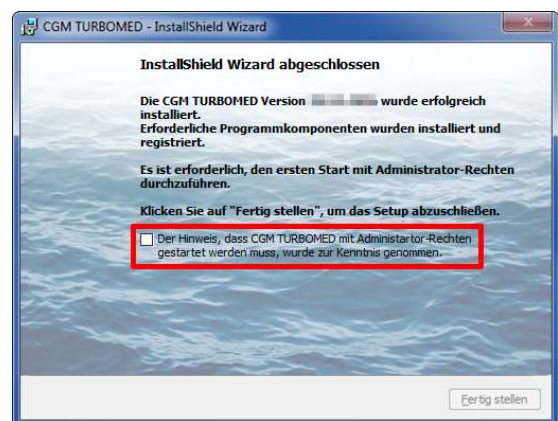 CGM TURBOMED - InstallShield Wizard
InstallShield Wizard abgeschlossen
Die CGM TURBOMED Version wurde erfolgreich
installiert.
Erforderliche Programmkomponenten wurden installiert und
registriert.
Es ist erforderlich, den ersten Start mit Administrator-Rechten
durchzuführen.
Klicken Sie auf "Fertig stellen", um das Setup abzuschließen.
Der Hinweis, dass CGM TURBOMED mit Administartor-Rechten
gestartet werden muss, wurde zur Kenntnis genommen.
Fertig stellen